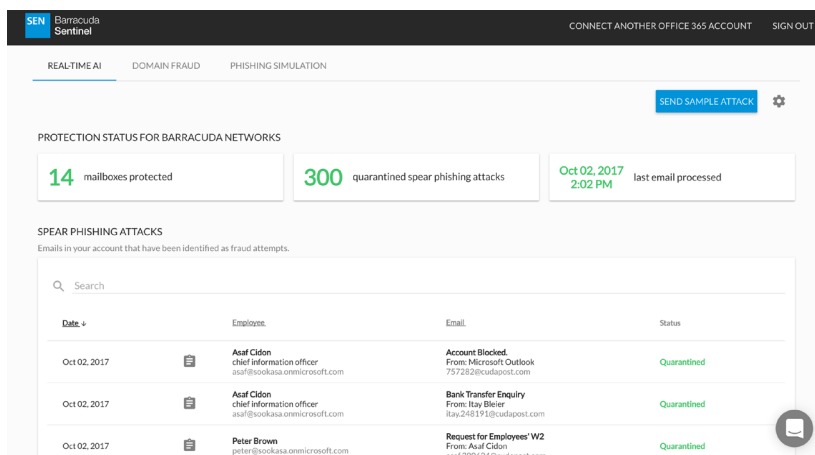 SEN Barracuda Sentinel
CONNECT ANOTHER OFFICE 365 ACCOUNT SIGN OUT
REAL-TIME AI DOMAIN FRAUD PHISHING SIMULATION
SEND SAMPLE ATTACK
PROTECTION STATUS FOR BARRACUDA NETWORKS
14 mailboxes protected
300 quarantined spear phishing attacks
Oct 02, 2017
2:02 PM
last email processed
SPEAR PHISHING ATTACKS
Emails in your account that have been identified as fraud attempts.
Search
Date Employee Email Status
Oct 02, 2017
Asaf Cidon
chief information officer
asaf@sookasa.onmicrosoft.com
Account Blocked.
From: Microsoft Outlook
757282@cudapost.com
Quarantined
Oct 02, 2017
Asaf Cidon
chief information officer
asaf@sookasa.onmicrosoft.com
Bank Transfer Enquiry
From: Itay Bleier
itay.248191@cudapost.com
Quarantined
Oct 02, 2017
Peter Brown
peter@sookasa.onmicrosoft.com
Request for Employees' W2
From: Asaf Cidon
Quarantined